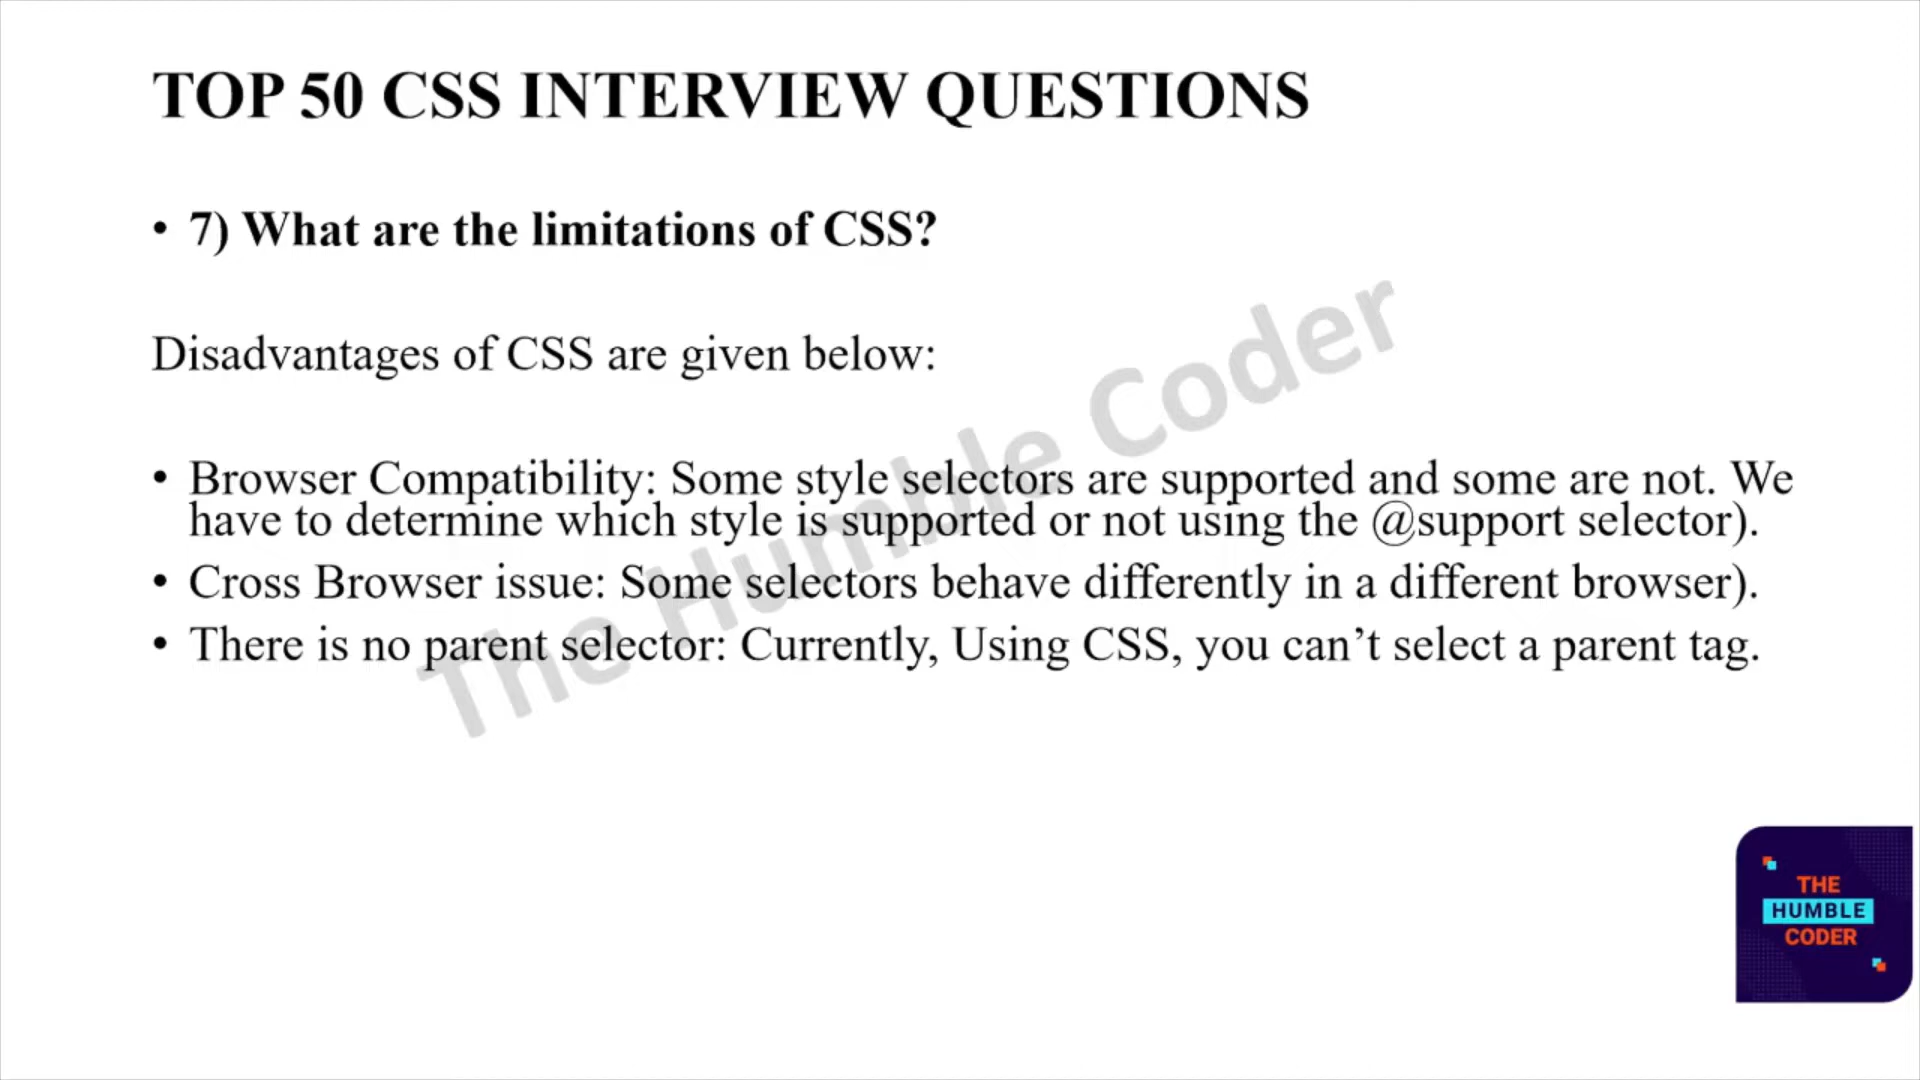 TOP 50 CSS INTERVIEW QUESTIONS
• 7) What are the limitations of CSS?
Disadvantages of CSS are given below:
• Browser Compatibility: Some style selectors are supported and some are not. We
have to determine which style is supported or not using the @support selector).
• Cross Browser issue: Some selectors behave differently in a different browser).
• There is no parent selector: Currently, Using CSS, you can’t select a parent tag.
The Humble Coder
THE
HUMBLE
CODER